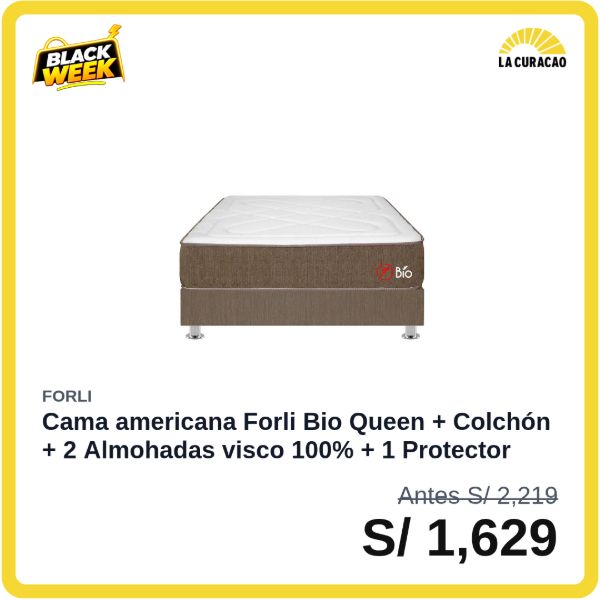 BLACK
WEEK
LA CURACAO
Bio
FORLI
Cama americana Forli Bio Queen + Colchón
+ 2 Almohadas visco 100% + 1 Protector
Antes S/ 2,219
S/ 1,629